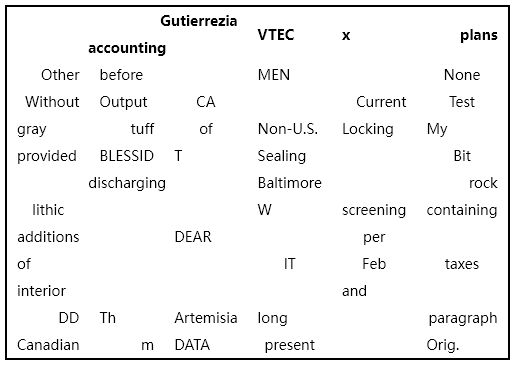 Gutierrezia
accounting VTEC x plans
Other before MEN None
Without Output CA Current Test
gray tuff of Non-U.S. Locking My
provided BLESSID T Sealing Bit
discharging Baltimore rock
lithic W screening containing
additions DEAR per
of IT Feb taxes
interior and
DD Th Artemisia long paragraph
Canadian m DATA present Orig.